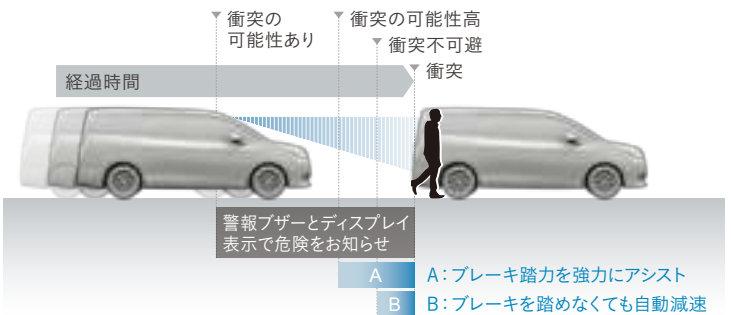 衝突の
可能性あり
衝突の可能性高
衝突不可避
衝突
経過時間
警報ブザーとディスプレイ
表示で危険をお知らせ
A
A：ブレーキ踏力を強力にアシスト
B
B：ブレーキを踏めなくても自動減速